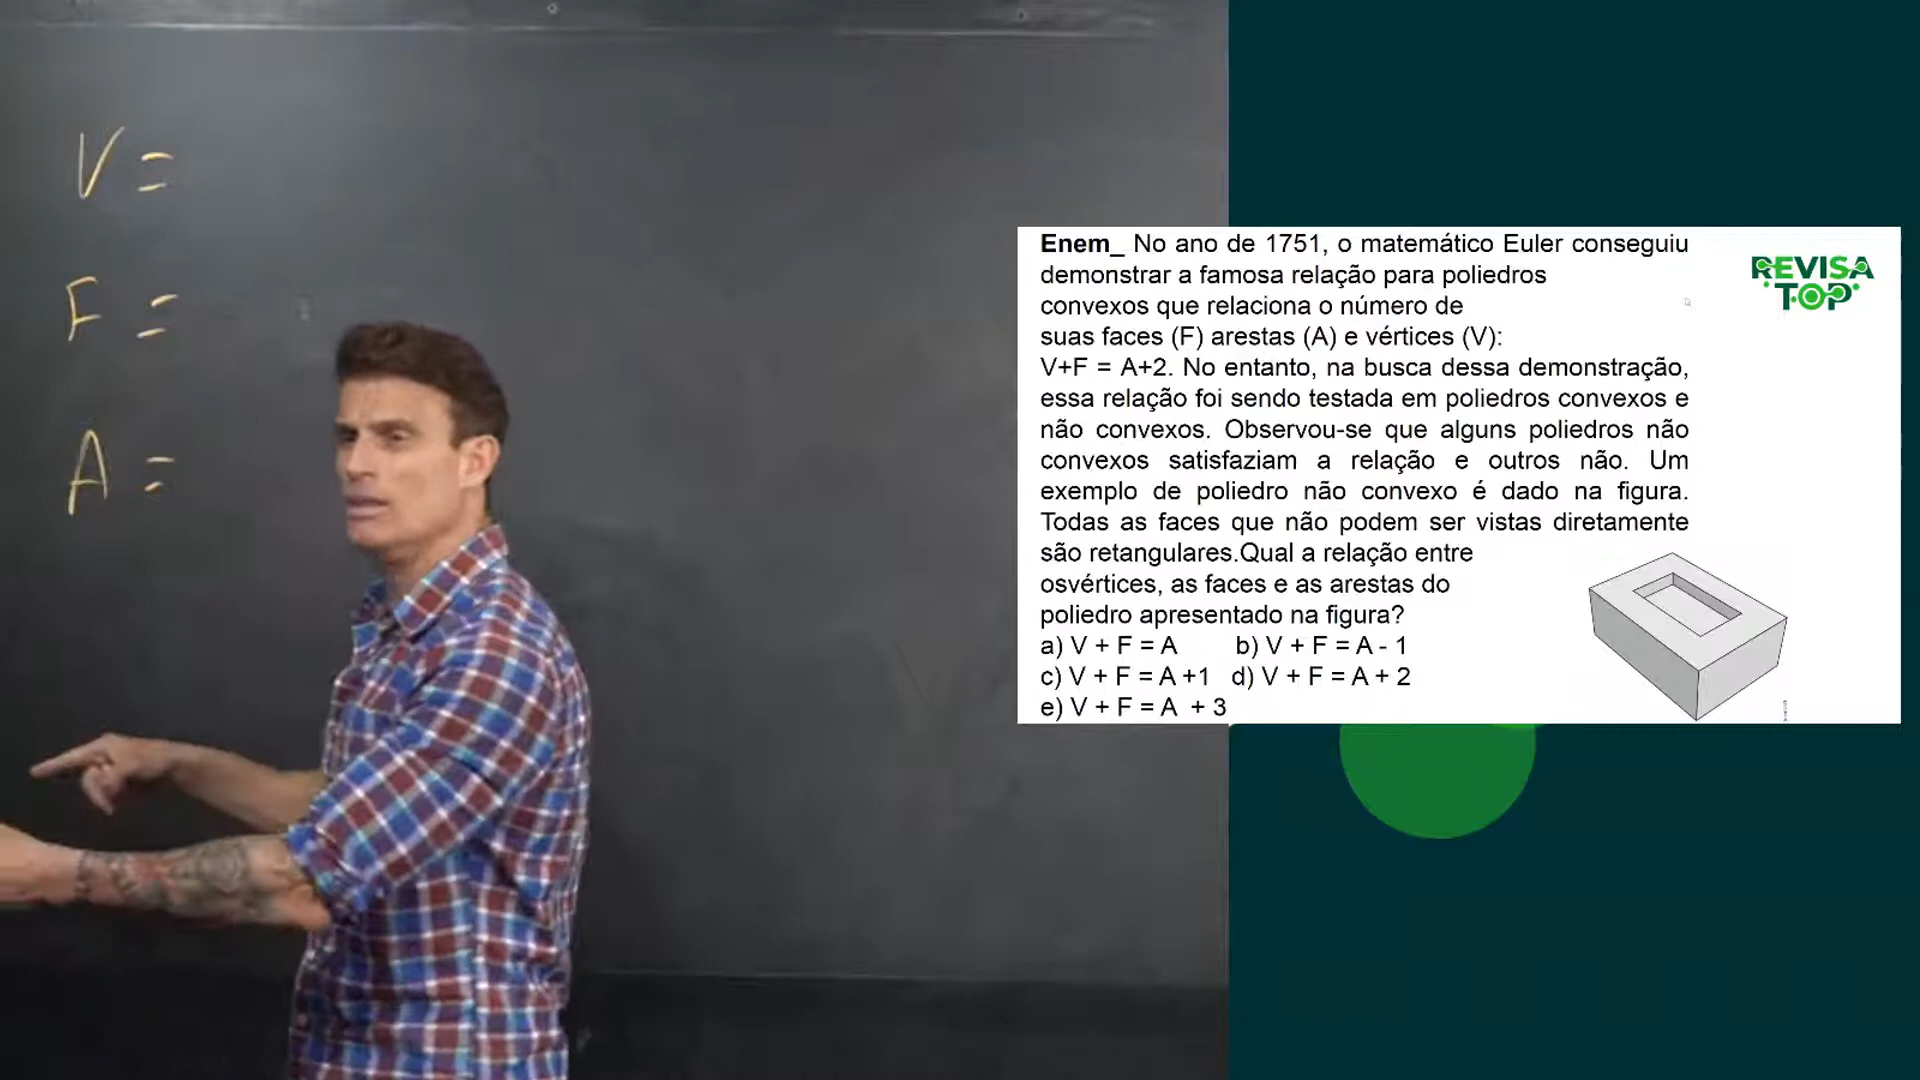 V =
F =
A =
Enem_ No ano de 1751, o matemático Euler conseguiu
demonstrar a famosa relação para poliedros
convexos que relaciona o número de
suas faces (F) arestas (A) e vértices (V):
V+F = A+2. No entanto, na busca dessa demonstração,
essa relação foi sendo testada em poliedros convexos e
não convexos. Observou-se que alguns poliedros não
convexos satisfaziam a relação e outros não. Um
exemplo de poliedro não convexo é dado na figura.
Todas as faces que não podem ser vistas diretamente
são retangulares.Qual a relação entre
osvértices, as faces e as arestas do
poliedro apresentado na figura?
a) V + F = A b) V + F = A - 1
c) V + F = A +1 d) V + F = A + 2
e) V + F = A + 3
REVISA
TOP